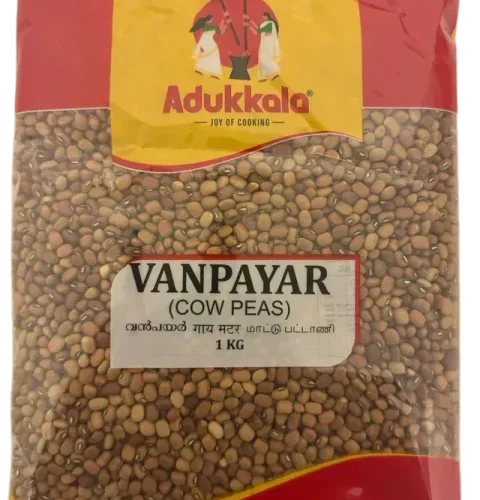 Adukkala®
JOY OF COOKING
VANPAYAR
(COW PEAS)
വൻപയർ गाय मटर மாட்டு பட்டாணி
1 KG